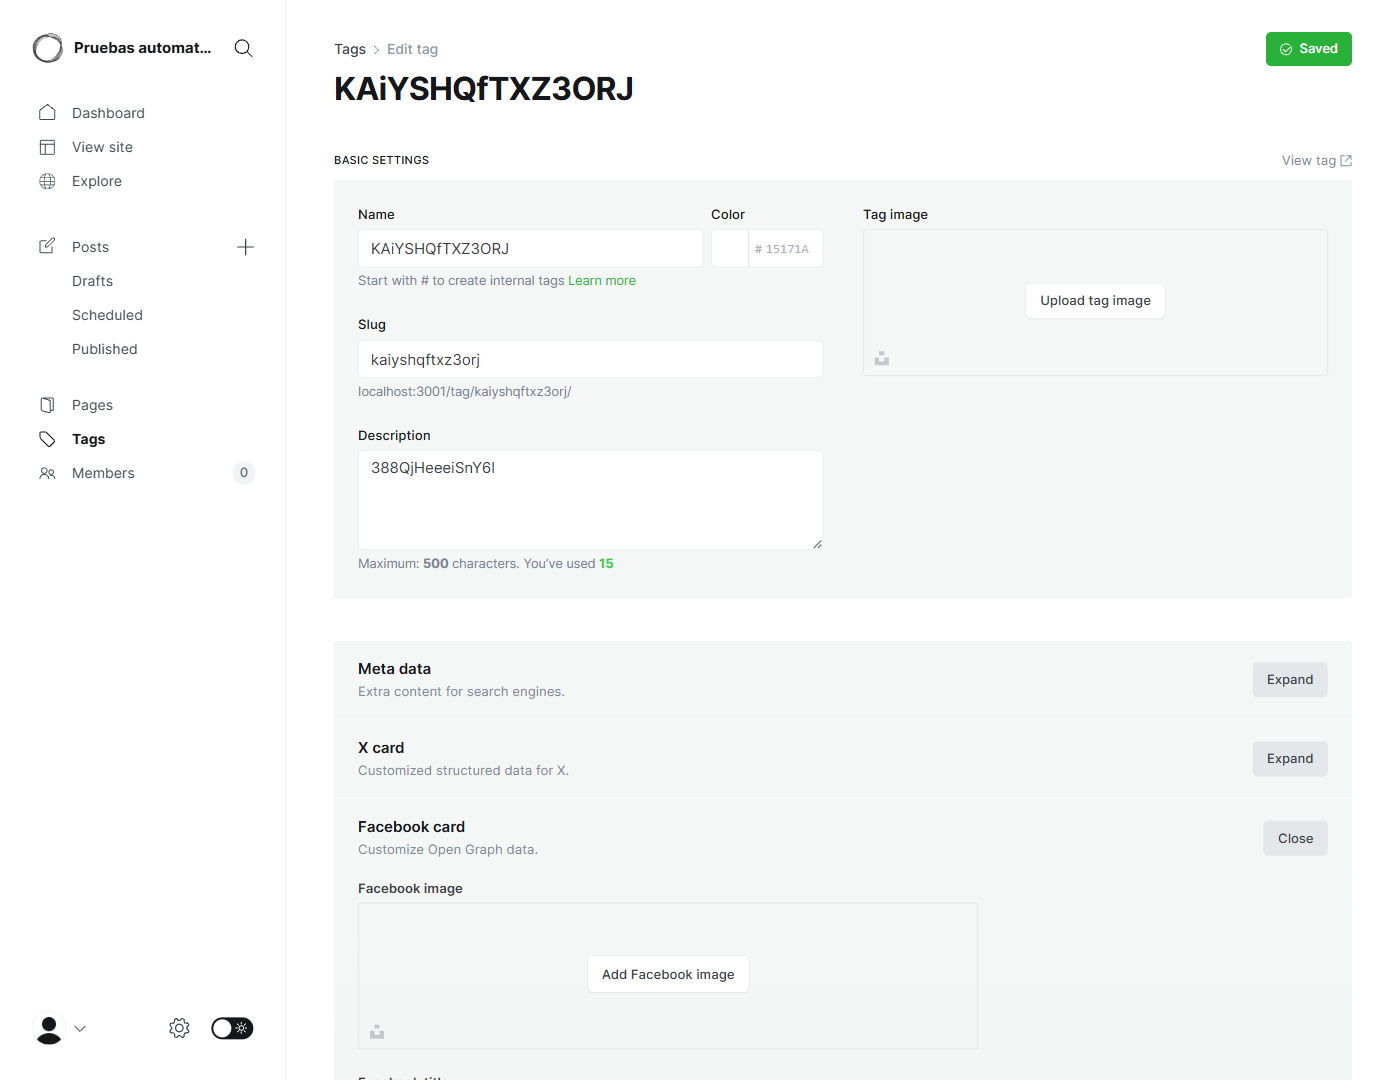 Pruebas automat...
Dashboard
View site
Explore
Posts
Drafts
Scheduled
Published
Pages
Tags
Members 0
Tags > Edit tag
Saved
KAiYSHQfTXZ3ORJ
BASIC SETTINGS
View tag
Name
KAiYSHQfTXZ3ORJ
Start with # to create internal tags Learn more
Color
# 15171A
Slug
kaiyshqftxz3orj
localhost:3001/tag/kaiyshqftxz3orj/
Description
388QjHeeeiSnY6l
Maximum: 500 characters. You’ve used 15
Tag image
Upload tag image
Meta data
Extra content for search engines.
Expand
X card
Customized structured data for X.
Expand
Facebook card
Customize Open Graph data.
Close
Facebook image
Add Facebook image